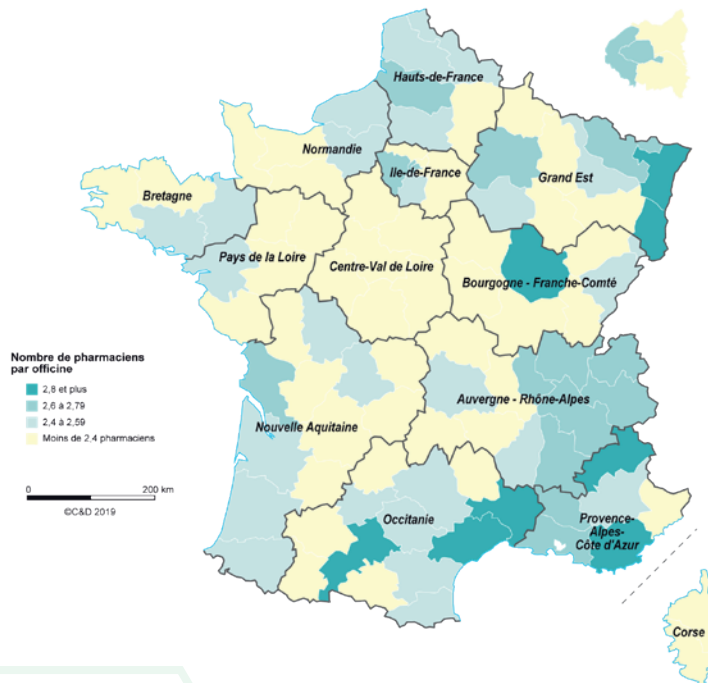 Hauts-de-France
Normandie
Ile-de-France
Grand Est
Bretagne
Pays de la Loire
Centre-Val de Loire
Bourgogne - Franche-Comté
Nombre de pharmaciens
par officine
2,8 et plus
2,6 à 2,79
2,4 à 2,59
Moins de 2,4 pharmaciens
Auvergne - Rhône-Alpes
Nouvelle Aquitaine
0 200 km
©C&D 2019
Occitanie
Provence-
Alpes-
Côte d'Azur
Corse